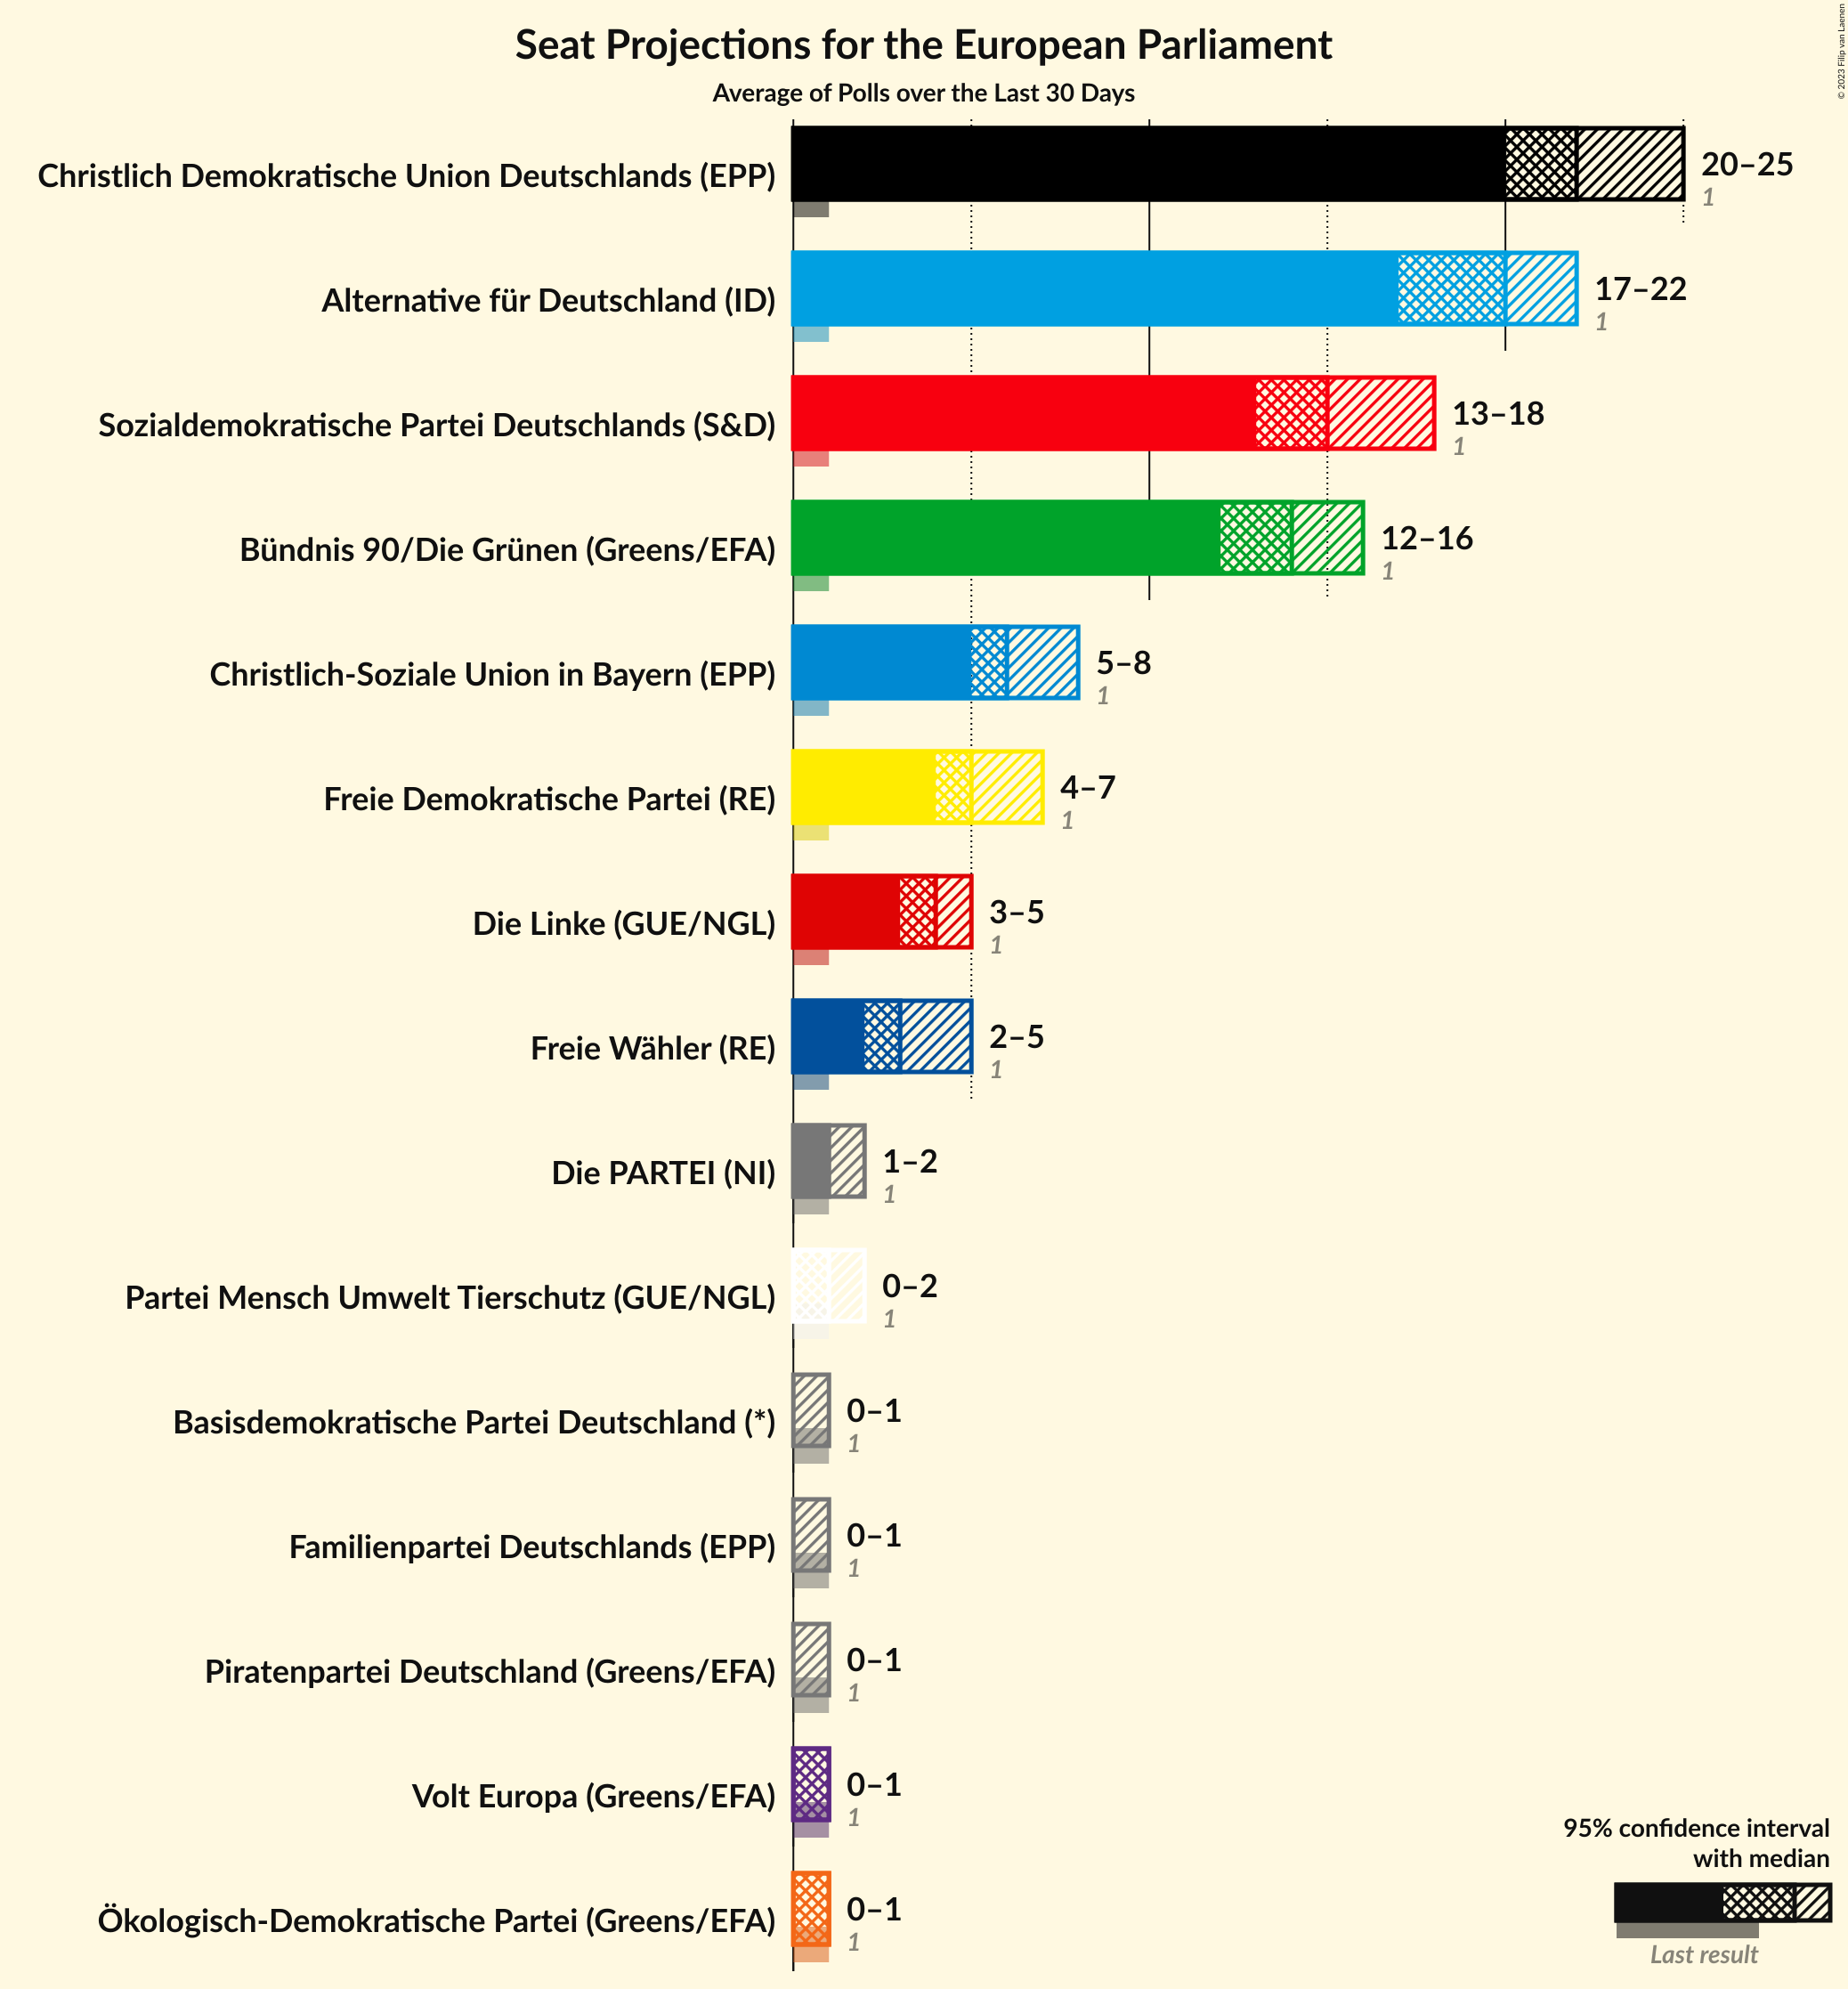 Seat Projections for the European Parliament
Average of Polls over the Last 30 Days
© 2023 Filip van Laenen
Christlich Demokratische Union Deutschlands (EPP)
20–25
1
Alternative für Deutschland (ID)
17–22
1
Sozialdemokratische Partei Deutschlands (S&D)
13–18
1
Bündnis 90/Die Grünen (Greens/EFA)
12–16
1
Christlich-Soziale Union in Bayern (EPP)
5–8
1
Freie Demokratische Partei (RE)
4–7
1
Die Linke (GUE/NGL)
3–5
1
Freie Wähler (RE)
2–5
1
Die PARTEI (NI)
1–2
1
Partei Mensch Umwelt Tierschutz (GUE/NGL)
0–2
1
Basisdemokratische Partei Deutschland (*)
0–1
1
Familienpartei Deutschlands (EPP)
0–1
1
Piratenpartei Deutschland (Greens/EFA)
0–1
1
Volt Europa (Greens/EFA)
0–1
1
Ökologisch-Demokratische Partei (Greens/EFA)
0–1
1
95% confidence interval
with median
Last result